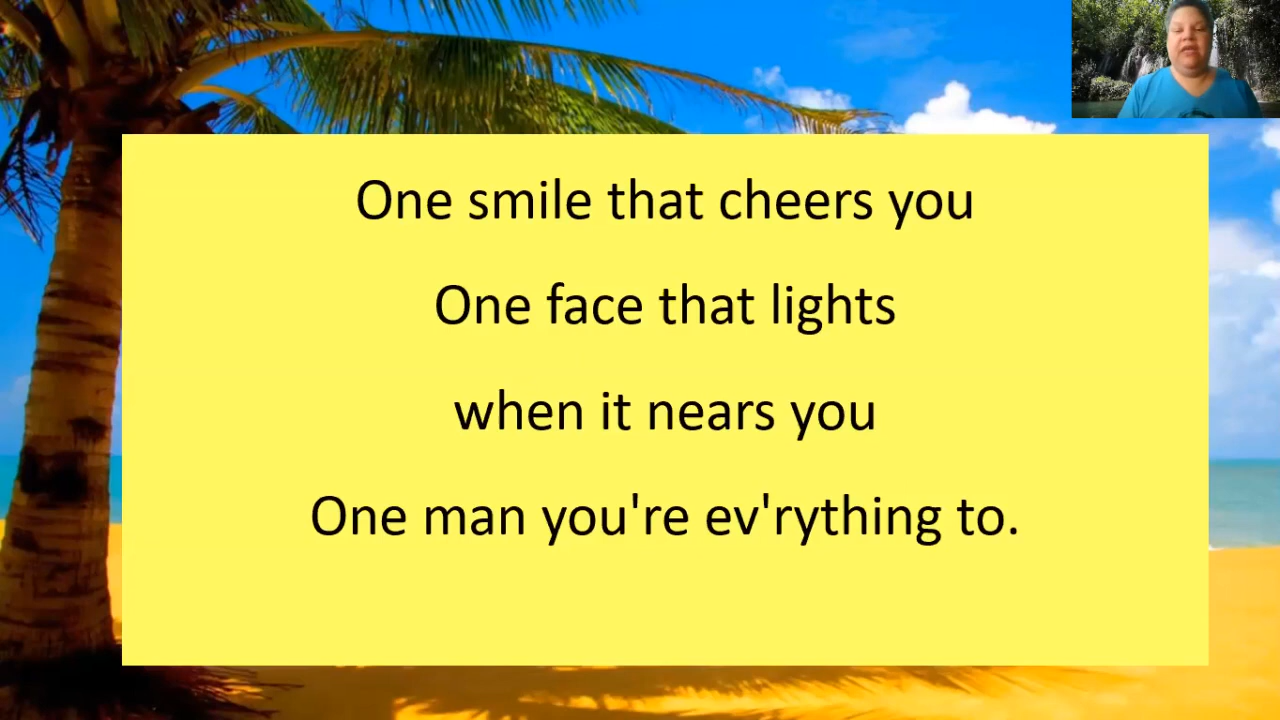 One smile that cheers you
One face that lights
when it nears you
One man you're ev'rything to.